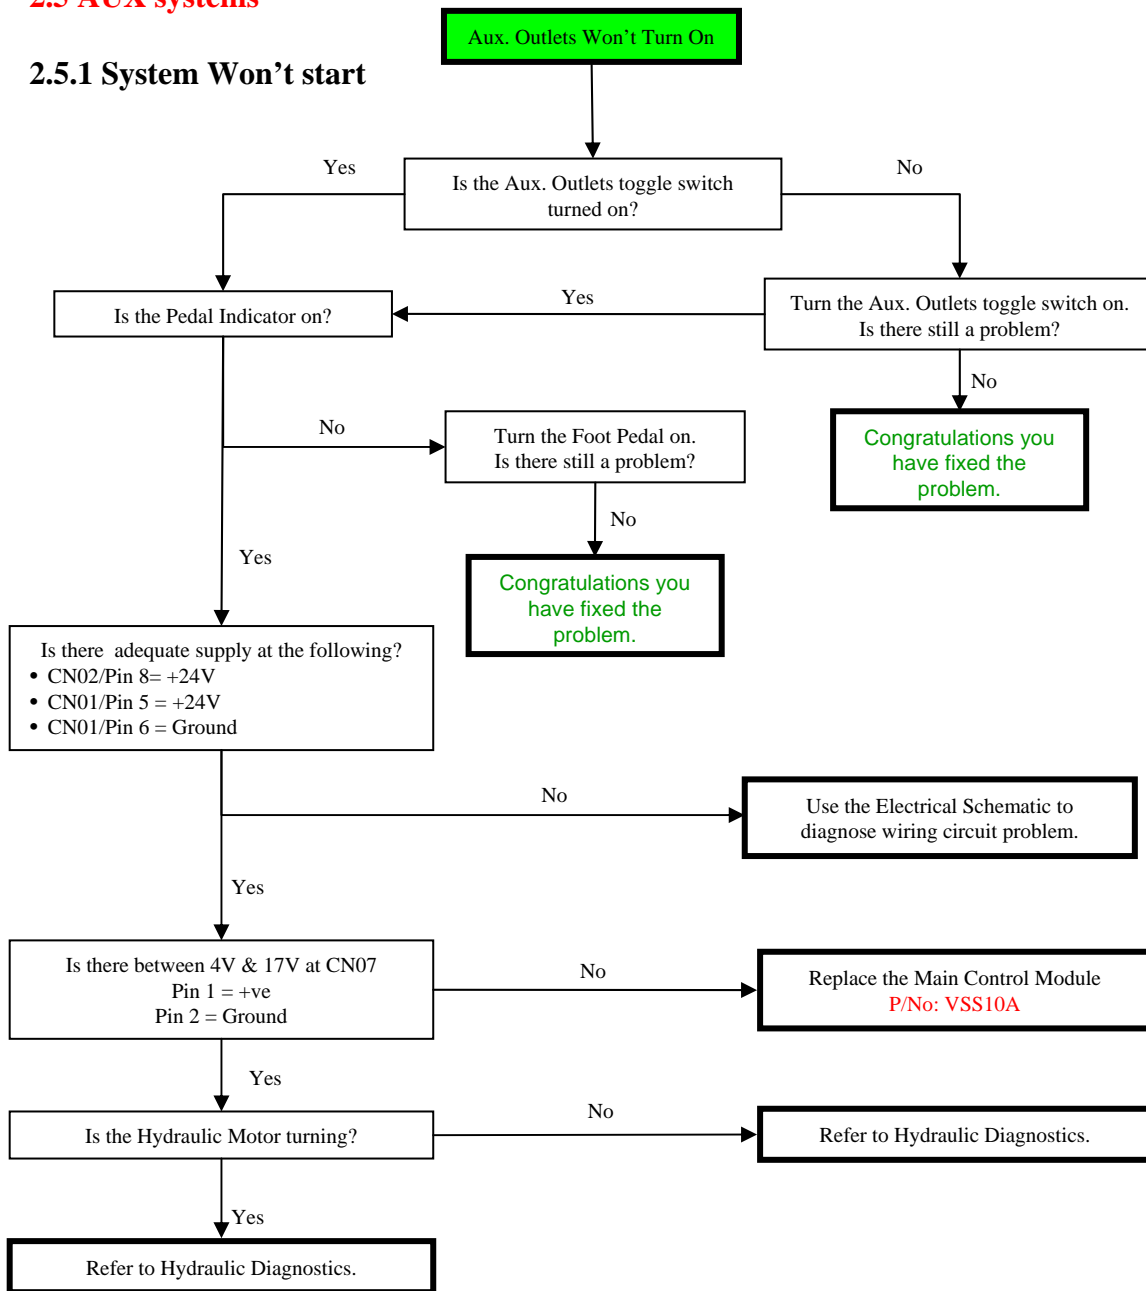 2.5 AUX systems
Aux. Outlets Won't Turn On
2.5.1 System Won't start
Yes
No
Is the Aux. Outlets toggle switch
turned on?
Is the Pedal Indicator on?
Yes
Turn the Aux. Outlets toggle switch on.
Is there still a problem?
No
No
Turn the Foot Pedal on.
Is there still a problem?
Congratulations you
have fixed the
problem.
No
Yes
Congratulations you
have fixed the
problem.
Is there  adequate supply at the following?
• CN02/Pin 8= +24V
• CN01/Pin 5 = +24V
• CN01/Pin 6 = Ground
No
Use the Electrical Schematic to
diagnose wiring circuit problem.
Yes
Is there between 4V & 17V at CN07
Pin 1 = +ve
Pin 2 = Ground
No
Replace the Main Control Module
P/No: VSS10A
Yes
Is the Hydraulic Motor turning?
No
Refer to Hydraulic Diagnostics.
Yes
Refer to Hydraulic Diagnostics.